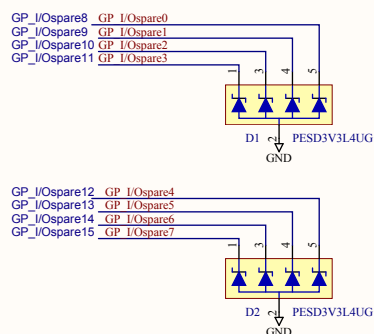 GP_I/Ospare8 GP_I/Ospare0
GP_I/Ospare9 GP_I/Ospare1
GP_I/Ospare10 GP_I/Ospare2
GP_I/Ospare11 GP_I/Ospare3
1 3 4 5
D1 2 PESD3V3L4UG
GND
GP_I/Ospare12 GP_I/Ospare4
GP_I/Ospare13 GP_I/Ospare5
GP_I/Ospare14 GP_I/Ospare6
GP_I/Ospare15 GP_I/Ospare7
1 3 4 5
D2 2 PESD3V3L4UG
GND